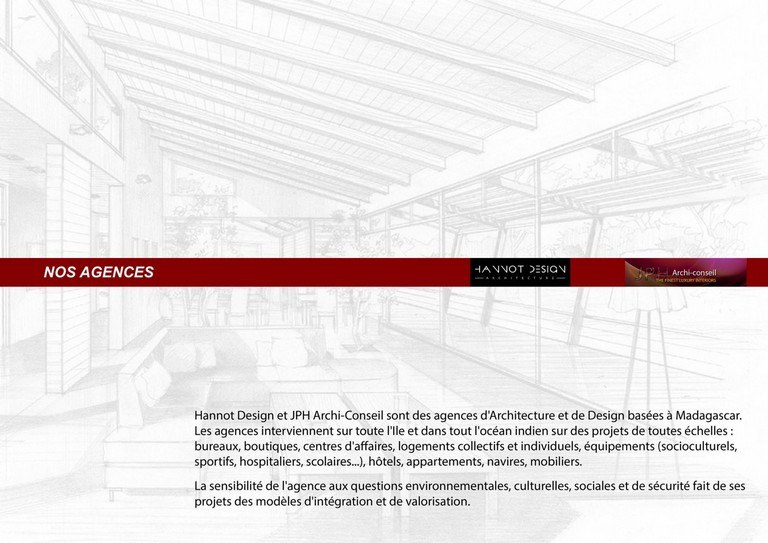 NOS AGENCES
HANNOT DESIGN
ARCHITECTURE
JPH Archi-conseil
THE FINEST LUXURY INTERIORS
Hannot Design et JPH Archi-Conseil sont des agences d'Architecture et de Design basées à Madagascar.
Les agences interviennent sur toute l'Ile et dans tout l'océan indien sur des projets de toutes échelles :
bureaux, boutiques, centres d'affaires, logements collectifs et individuels, équipements (socioculturels,
sportifs, hospitaliers, scolaires...), hôtels, appartements, navires, mobiliers.
La sensibilité de l'agence aux questions environnementales, culturelles, sociales et de sécurité fait de ses
projets des modèles d'intégration et de valorisation.